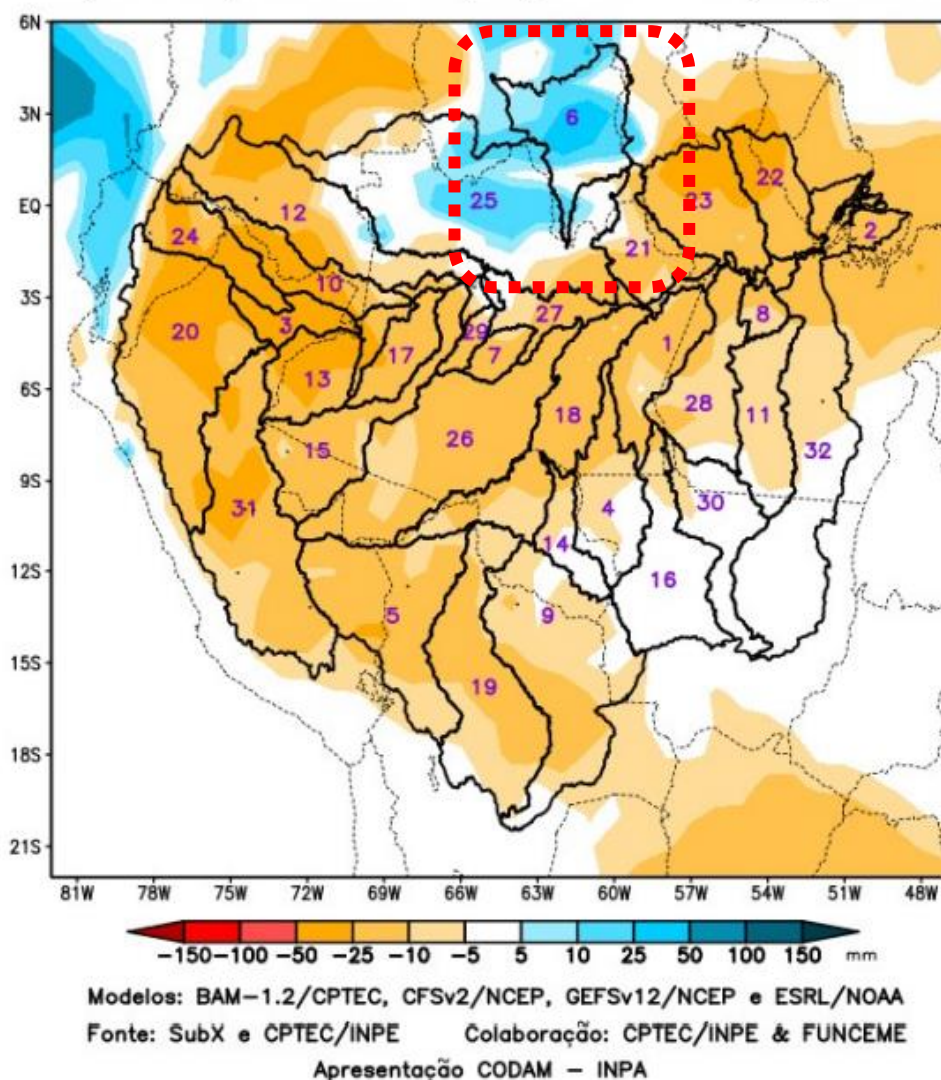 6N
3N
EQ
3S
6S
9S
12S
15S
18S
21S
6
25
12
24
10
20
3
13
17
29
7
27
21
23
22
2
8
1
28
11
32
18
26
15
31
4
14
30
16
5
9
19
81W 78W 75W 72W 69W 66W 63W 60W 57W 54W 51W 48W
-150 -100 -50 -25 -10 -5 5 10 25 50 100 150 mm
Modelos: BAM-1.2/CPTEC, CFSv2/NCEP, GEFSv12/NCEP e ESRL/NOAA
Fonte: SubX e CPTEC/INPE Colaboração: CPTEC/INPE & FUNCEME
Apresentação CODAM - INPA